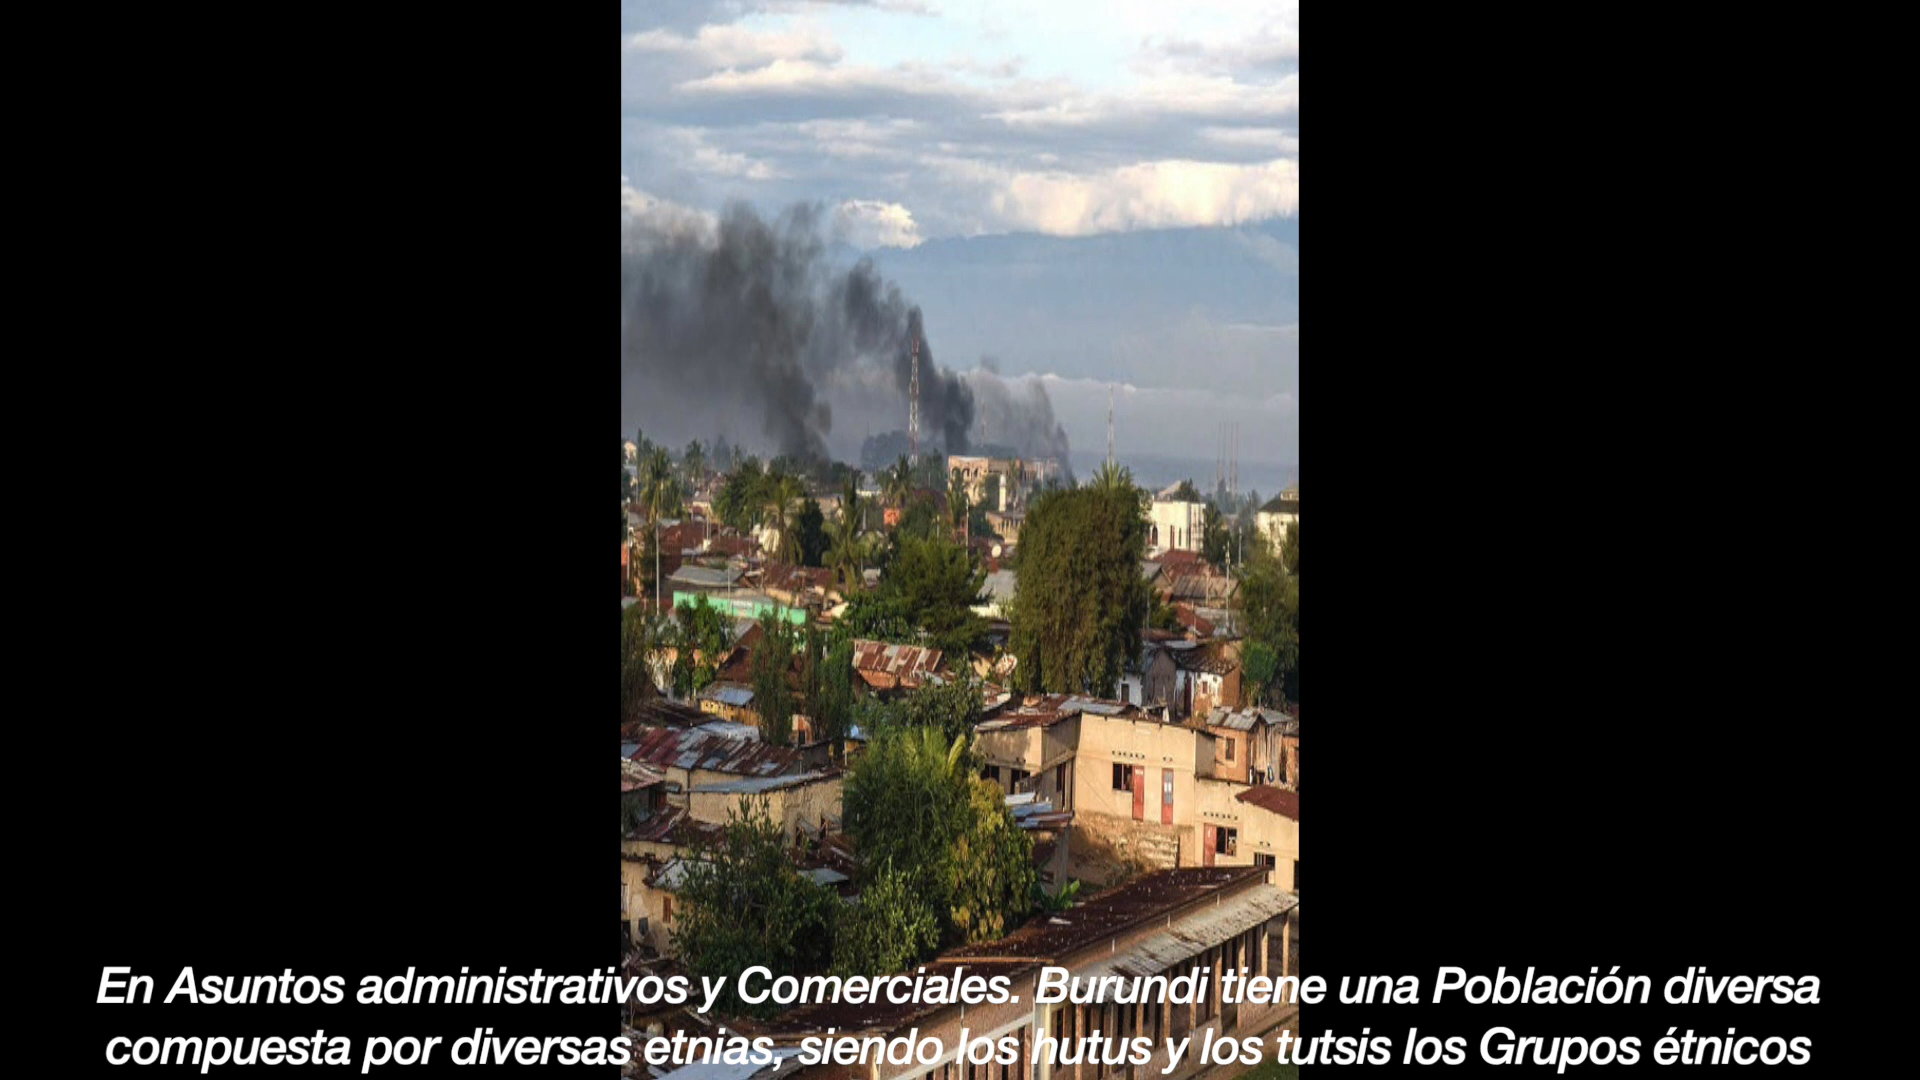 En Asuntos administrativos y Comerciales. Burundi tiene una Población diversa
compuesta por diversas etnias, siendo los hutus y los tutsis los Grupos étnicos